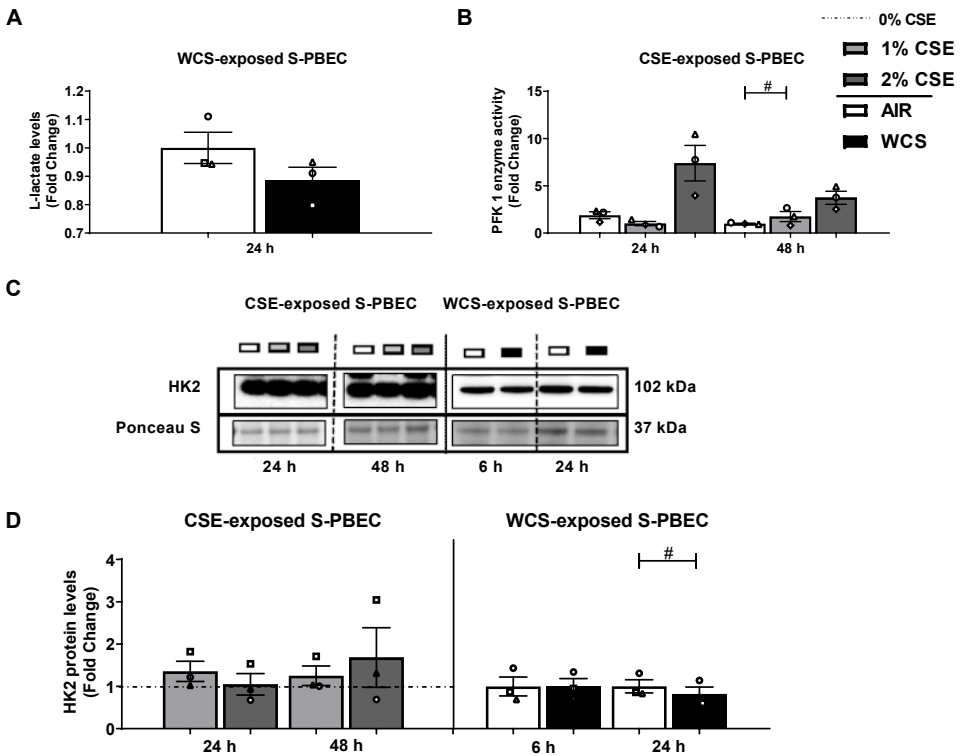 A
WCS-exposed S-PBEC
L-lactate levels
(Fold Change)
1.2
1.1
1.0
0.9
0.8
0.7
24 h
B
CSE-exposed S-PBEC
PFK 1 enzyme activity
(Fold Change)
15
10
5
0
#
24 h
48 h
0% CSE
1% CSE
2% CSE
AIR
WCS
C
CSE-exposed S-PBEC
WCS-exposed S-PBEC
HK2
102 kDa
Ponceau S
37 kDa
24 h
48 h
6 h
24 h
D
CSE-exposed S-PBEC
WCS-exposed S-PBEC
HK2 protein levels
(Fold Change)
4
3
2
1
0
#
24 h
48 h
6 h
24 h